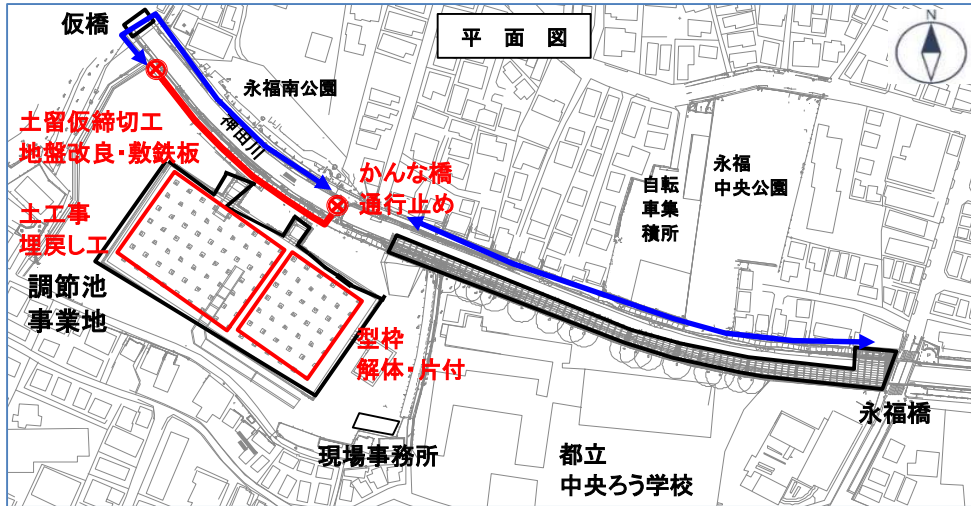 平面図
N
仮橋
永福南公園
神田川
土留仮締切工
地盤改良・敷鉄板
かんな橋
通行止め
永福
中央公園
自転
車集
積所
土工事
埋戻し工
調節池
事業地
型枠
解体・片付
永福橋
現場事務所
都立
中央ろう学校